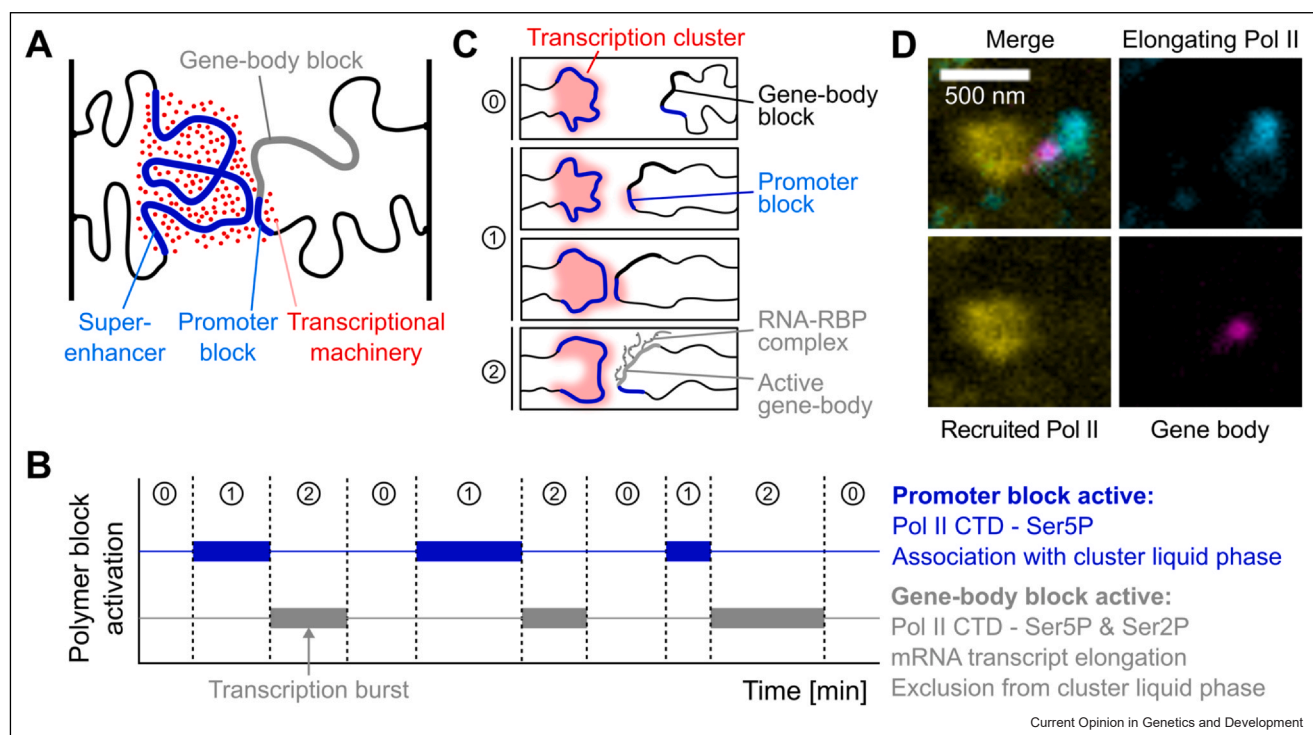 A
Gene-body block
Super-
enhancer
Promoter
block
Transcriptional
machinery
C
Transcription cluster
0
Gene-body
block
Promoter
block
1
RNA-RBP
complex
2
Active
gene-body
D
Merge
Elongating Pol II
500 nm
Recruited Pol II
Gene body
B
Polymer block
activation
0 1 2 0 1 2 0 1 2 0
Transcription burst
Time [min]
Promoter block active:
Pol II CTD - Ser5P
Association with cluster liquid phase
Gene-body block active:
Pol II CTD - Ser5P & Ser2P
mRNA transcript elongation
Exclusion from cluster liquid phase
Current Opinion in Genetics and Development